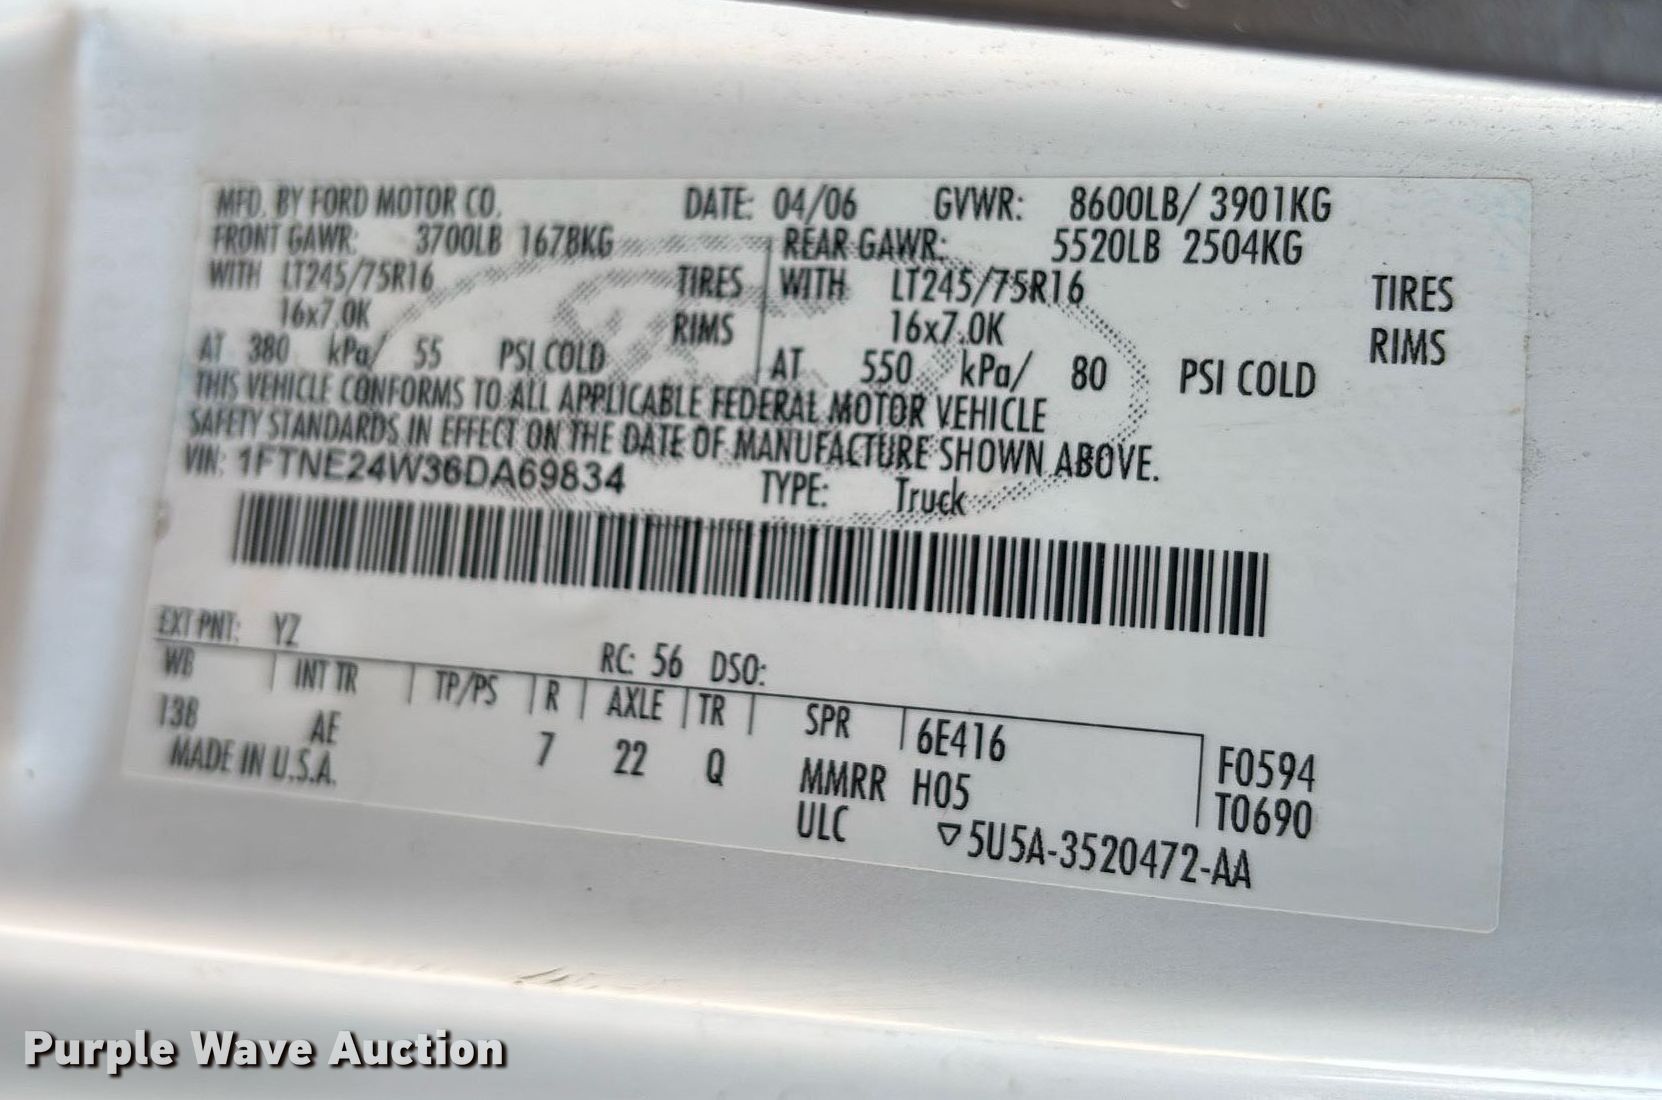 MFD. BY FORD MOTOR CO. DATE: 04/06 GVWR: 8600LB/ 3901KG
FRONT GAWR: 3700LB 1678KG REAR GAWR: 5520LB 2504KG
WITH LT245/75R16 TIRES WITH LT245/75R16 TIRES
16x7.0K RIMS 16x7.0K RIMS
AT 380 kPa/ 55 PSI COLD AT 550 kPa/ 80 PSI COLD
THIS VEHICLE CONFORMS TO ALL APPLICABLE FEDERAL MOTOR VEHICLE
SAFETY STANDARDS IN EFFECT ON THE DATE OF MANUFACTURE SHOWN ABOVE.
VIN: 1FTNE24W36DA69834 TYPE: Truck
EXT PNT: YZ RC: 56 DSO:
WB INT TR TP/PS R AXLE TR SPR 6E416 F0594
138 AE 7 22 Q MMRR H05 T0690
MADE IN U.S.A. ULC ▽5U5A-3520472-AA
Purple Wave Auction